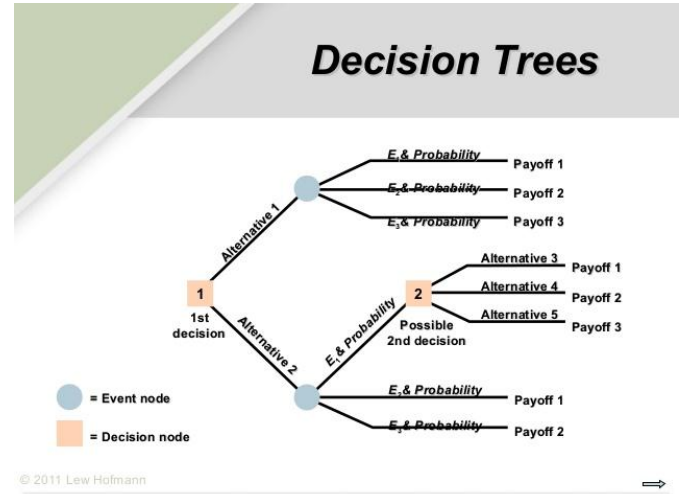 Decision Trees
E₁& Probability
Payoff 1
E₂& Probability
Payoff 2
E₃& Probability
Payoff 3
Alternative 1
1
1st
decision
Alternative 2
E₁& Probability
2
Possible
2nd decision
Alternative 3
Payoff 1
Alternative 4
Payoff 2
Alternative 5
Payoff 3
E₂& Probability
Payoff 1
E₃& Probability
Payoff 2
= Event node
= Decision node
© 2011 Lew Hofmann